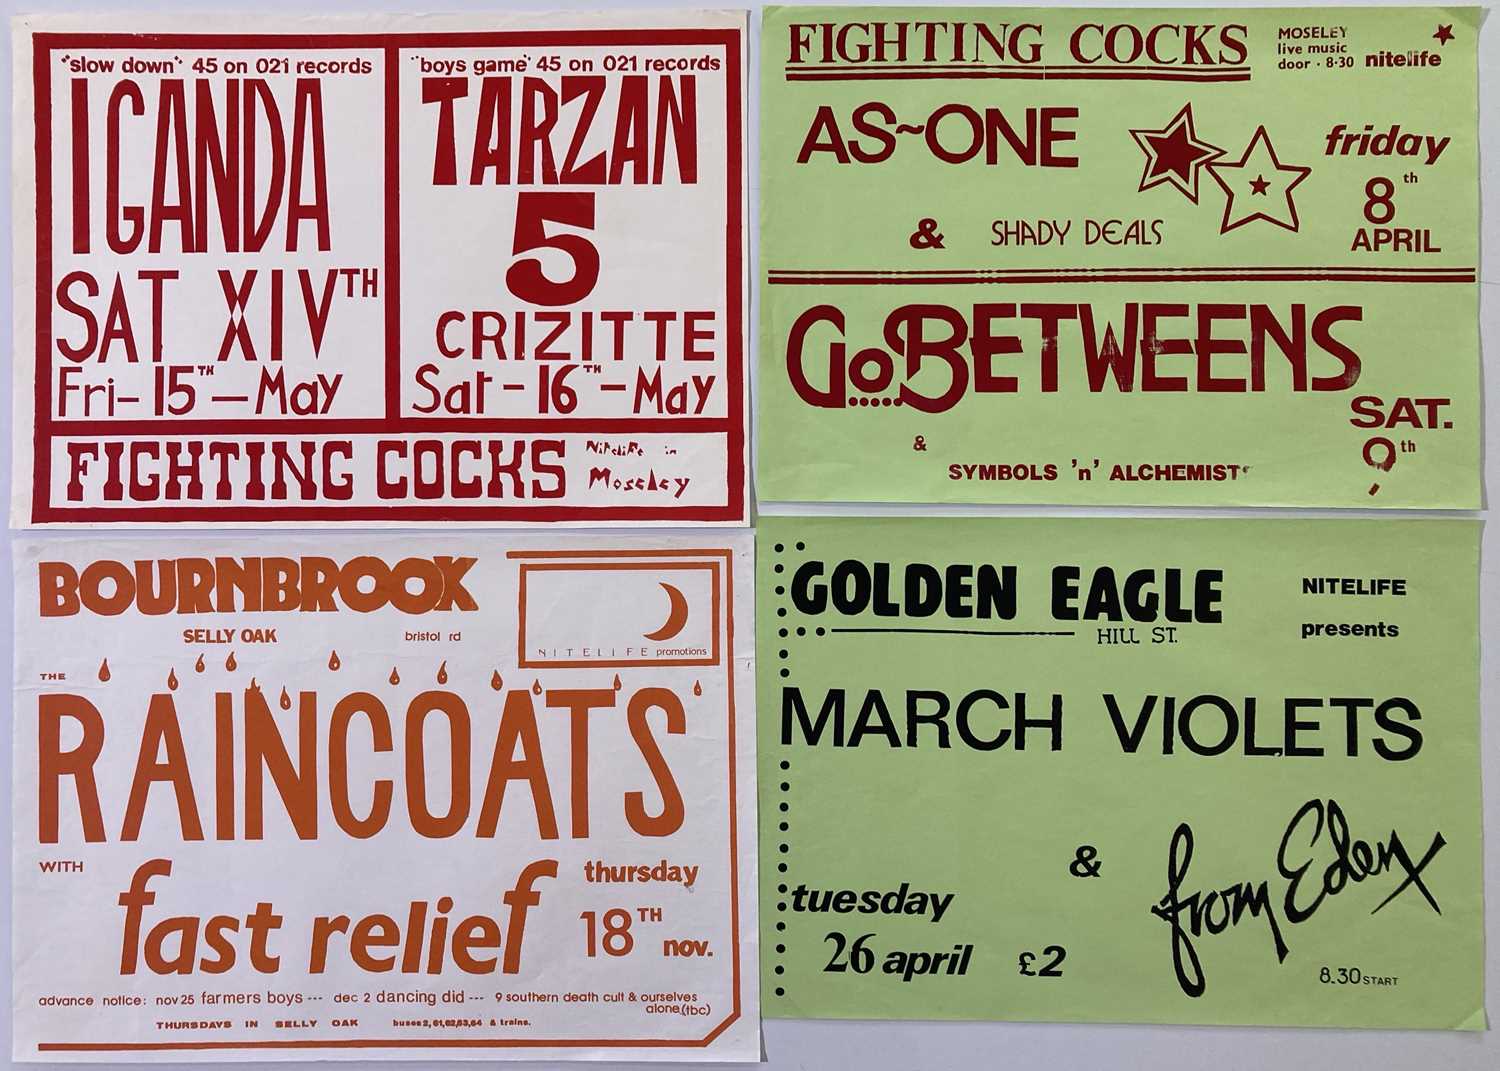 "slow down" 45 on 021 records
IGANDA
SAT XIVTH
Fri-15TH-May
"boys game" 45 on 021 records
TARZAN
5
CRIZITTE
Sat-16TH-May
FIGHTING COCKS
Nitelife in
Moseley
FIGHTING COCKS
MOSELEY
live music
door · 8·30 nitelife
AS~ONE
& SHADY DEALS
friday
8th
APRIL
GoBETWEENS
&
SYMBOLS 'n' ALCHEMIST
SAT.
9th
BOURNBROOK
SELLY OAK bristol rd
NITELIFE promotions
THE
RAINCOATS
WITH
fast relief
thursday
18TH nov.
advance notice: nov 25 farmers boys --- dec 2 dancing did --- 9 southern death cult & ourselves
alone.(tbc)
THURSDAYS IN SELLY OAK buses 2, 61,62,63,64 & trains.
GOLDEN EAGLE
HILL ST.
NITELIFE
presents
MARCH VIOLETS
&
from Eden
tuesday
26 april £2
8.30 START